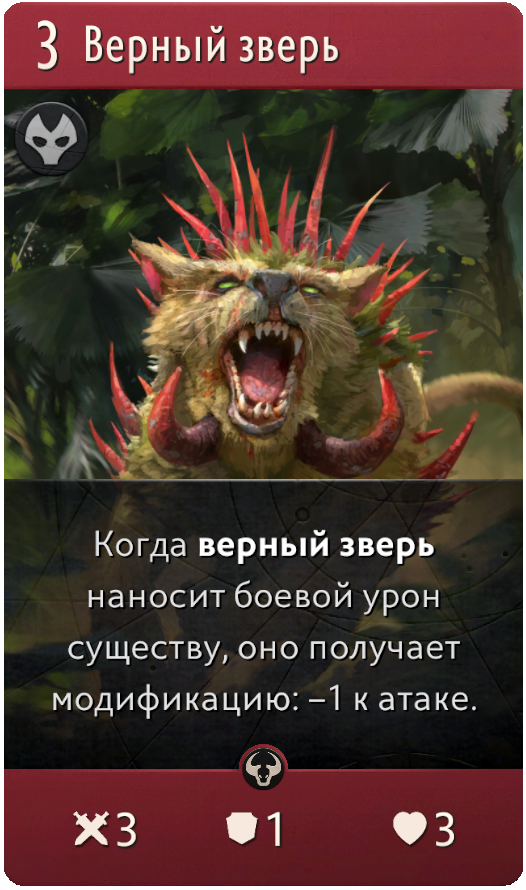 3 Верный зверь
Когда верный зверь
наносит боевой урон
существу, оно получает
модификацию: –1 к атаке.
3 1 3